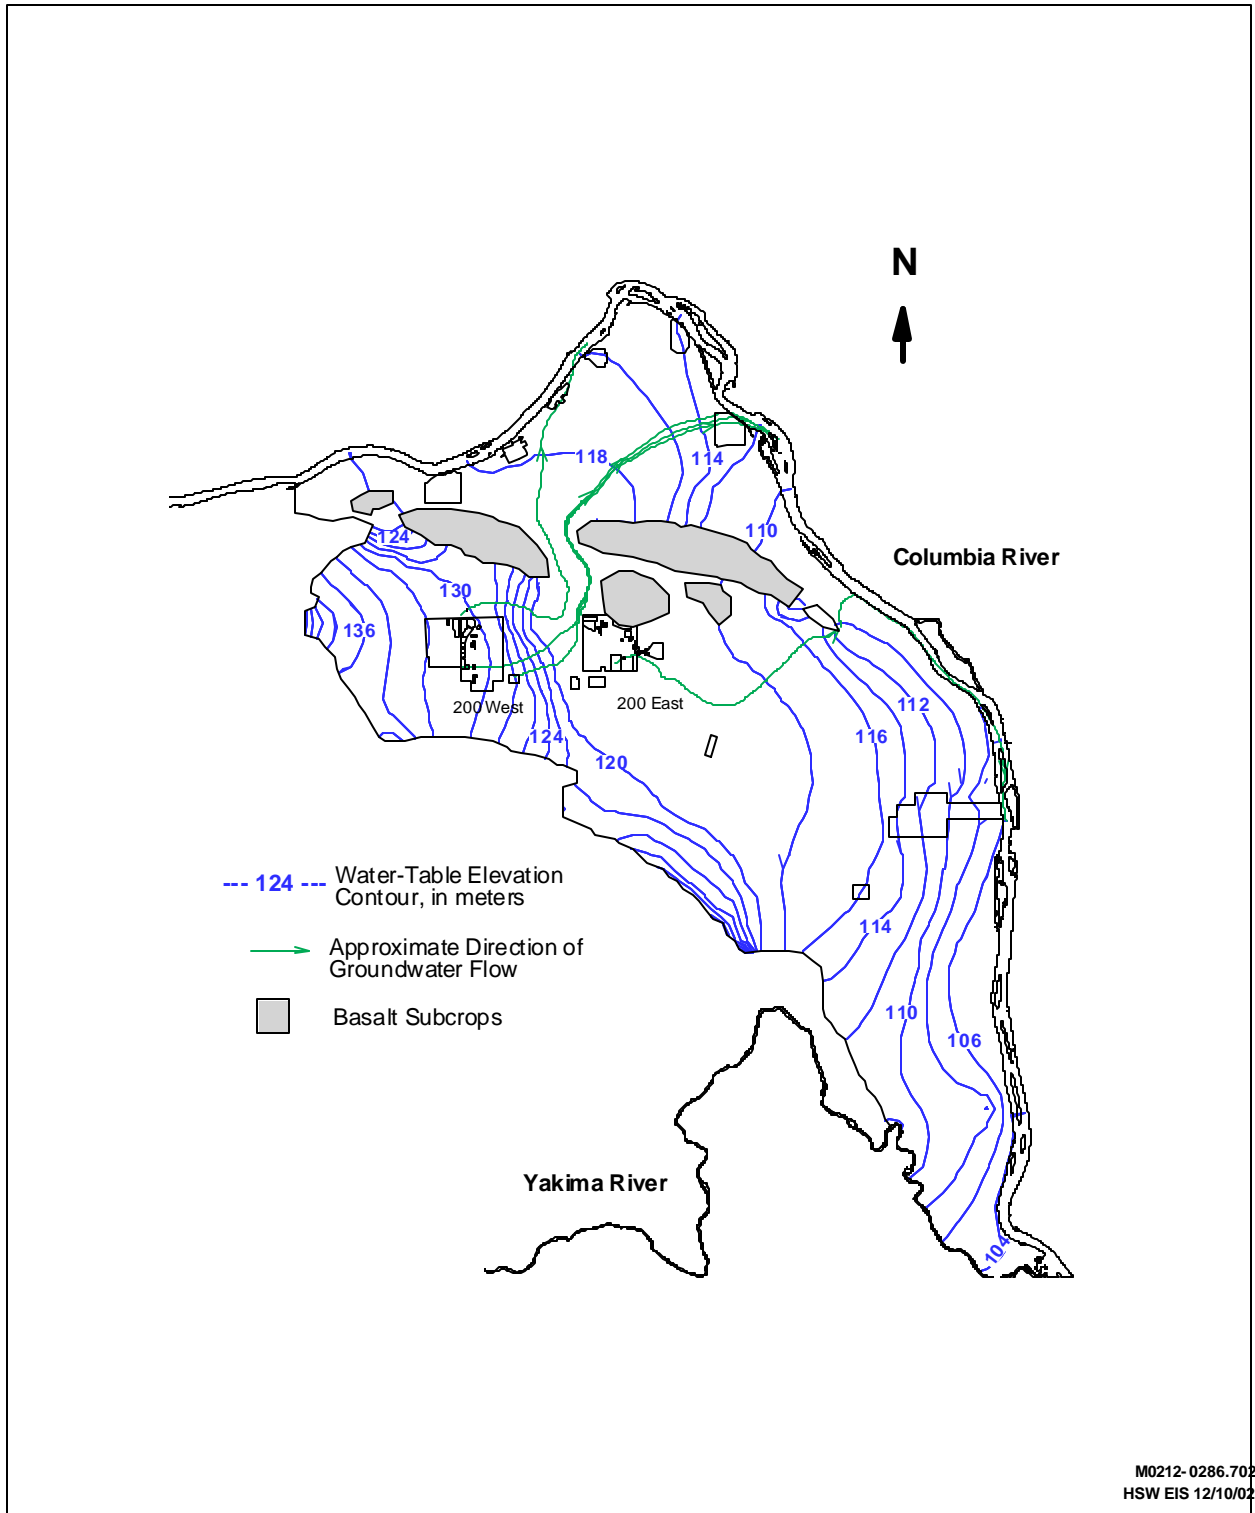 N
118
114
110
Columbia River
124
130
136
200 West
200 East
112
116
124
120
--- 124 --- Water-Table Elevation
Contour, in meters
114
Approximate Direction of
Groundwater Flow
110
Basalt Subcrops
106
Yakima River
104
M0212-0286.702
HSW EIS 12/10/02